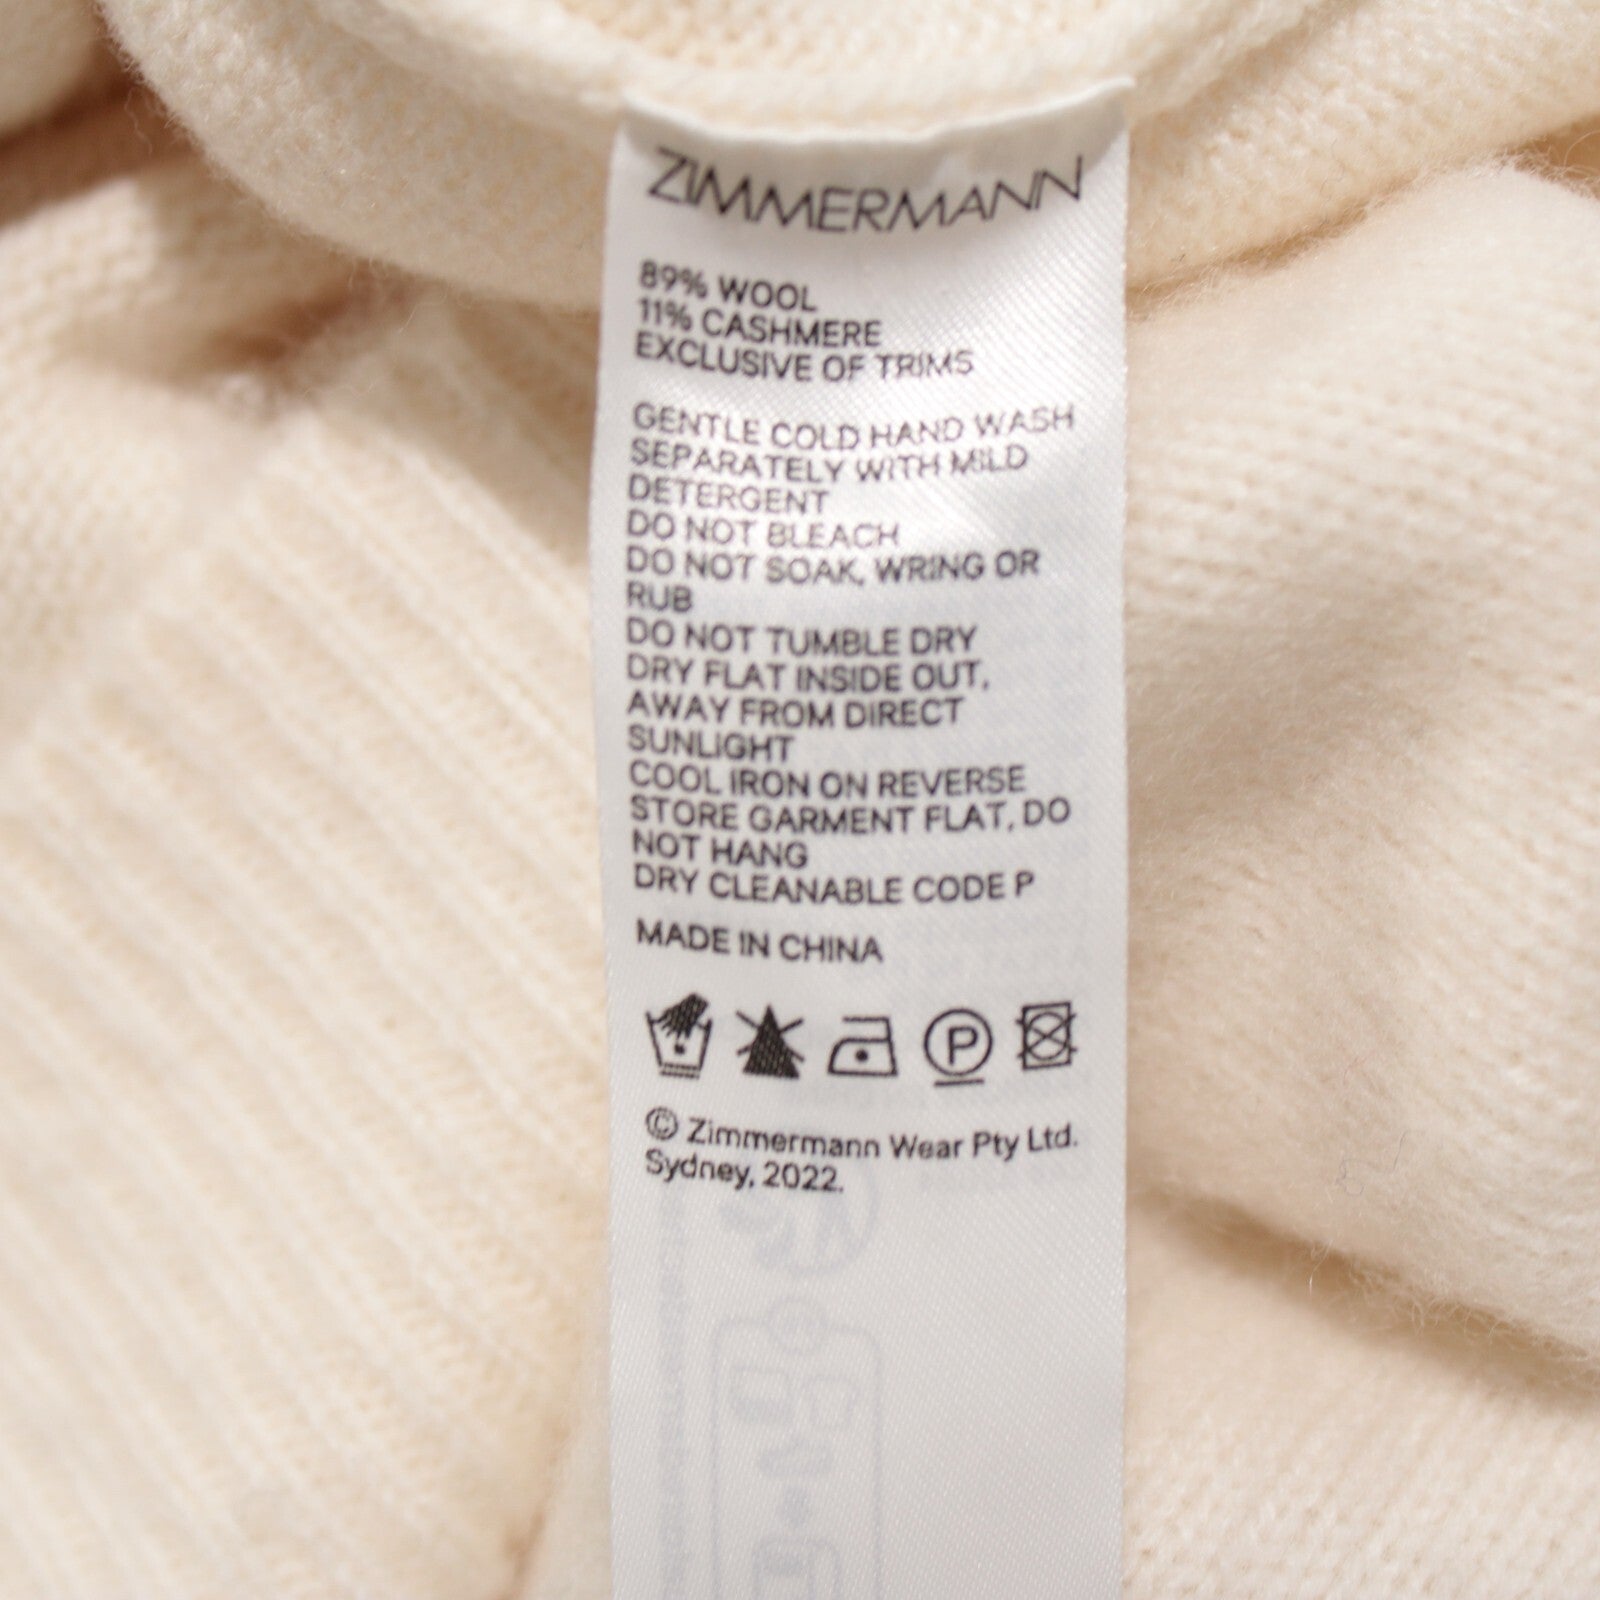 ZIMMERMANN
89% WOOL
11% CASHMERE
EXCLUSIVE OF TRIMS
GENTLE COLD HAND WASH
SEPARATELY WITH MILD
DETERGENT
DO NOT BLEACH
DO NOT SOAK, WRING OR
RUB
DO NOT TUMBLE DRY
DRY FLAT INSIDE OUT,
AWAY FROM DIRECT
SUNLIGHT
COOL IRON ON REVERSE
STORE GARMENT FLAT, DO
NOT HANG
DRY CLEANABLE CODE P
MADE IN CHINA
P
© Zimmermann Wear Pty Ltd.
Sydney, 2022.